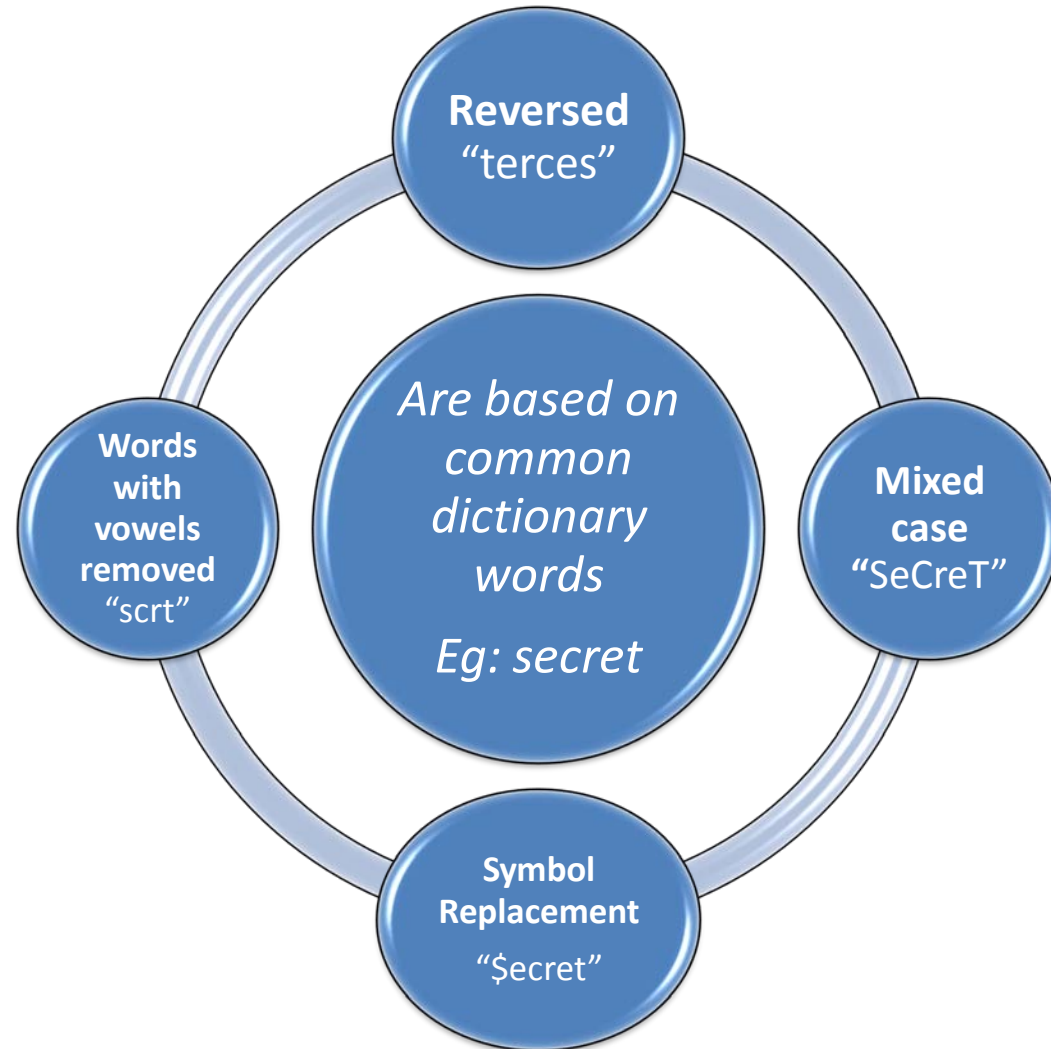 Reversed
“terces”
Are based on
common
dictionary
words
Eg: secret
Words
with
vowels
removed
“scrt”
Mixed
case
“SeCreT”
Symbol
Replacement
“$ecret”